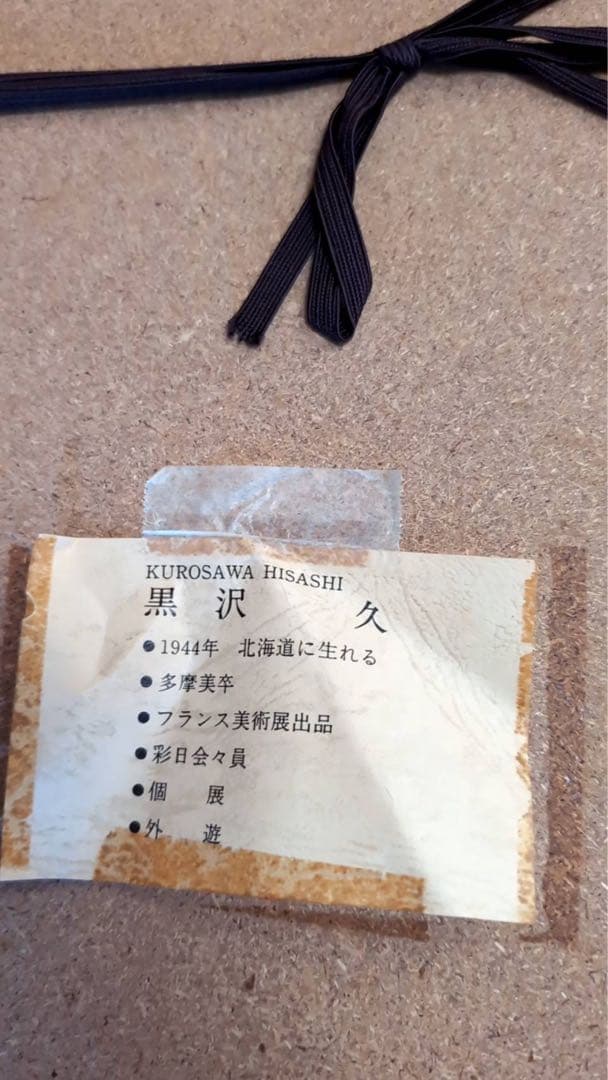 KUROSAWA HISASHI
黒沢 久
●1944年 北海道に生れる
●多摩美卒
●フランス美術展出品
●彩日会々員
●個 展
●外 遊